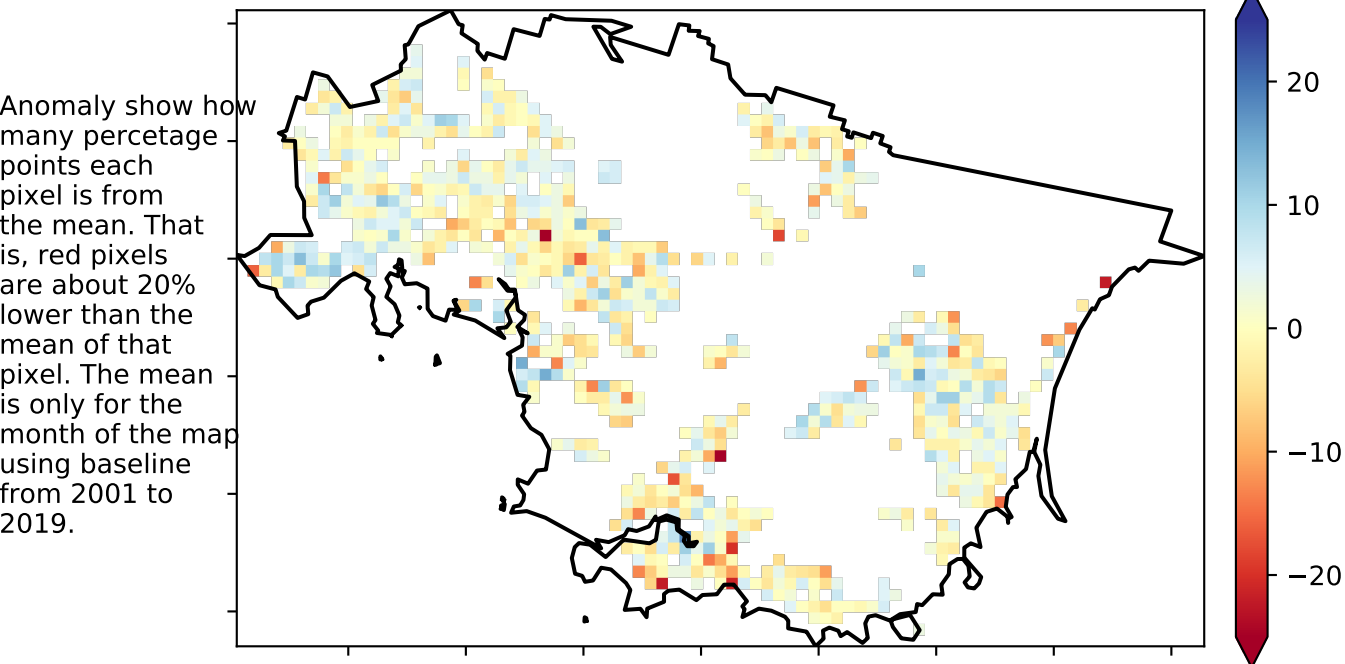 Anomaly show how
many percetage
points each
pixel is from
the mean. That
is, red pixels
are about 20%
lower than the
mean of that
pixel. The mean
is only for the
month of the map
using baseline
from 2001 to
2019.
20
10
0
−10
−20